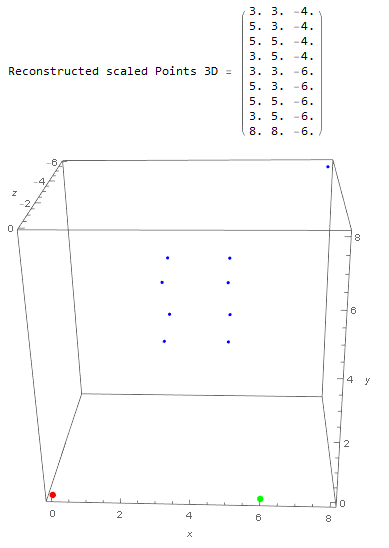 3. 3. -4.
5. 3. -4.
5. 5. -4.
3. 5. -4.
Reconstructed scaled Points 3D = 3. 3. -6.
5. 3. -6.
5. 5. -6.
3. 5. -6.
8. 8. -6.
-6
z -4
-2
0
8
6
4 y
2
0
0 2 4 6 8
x